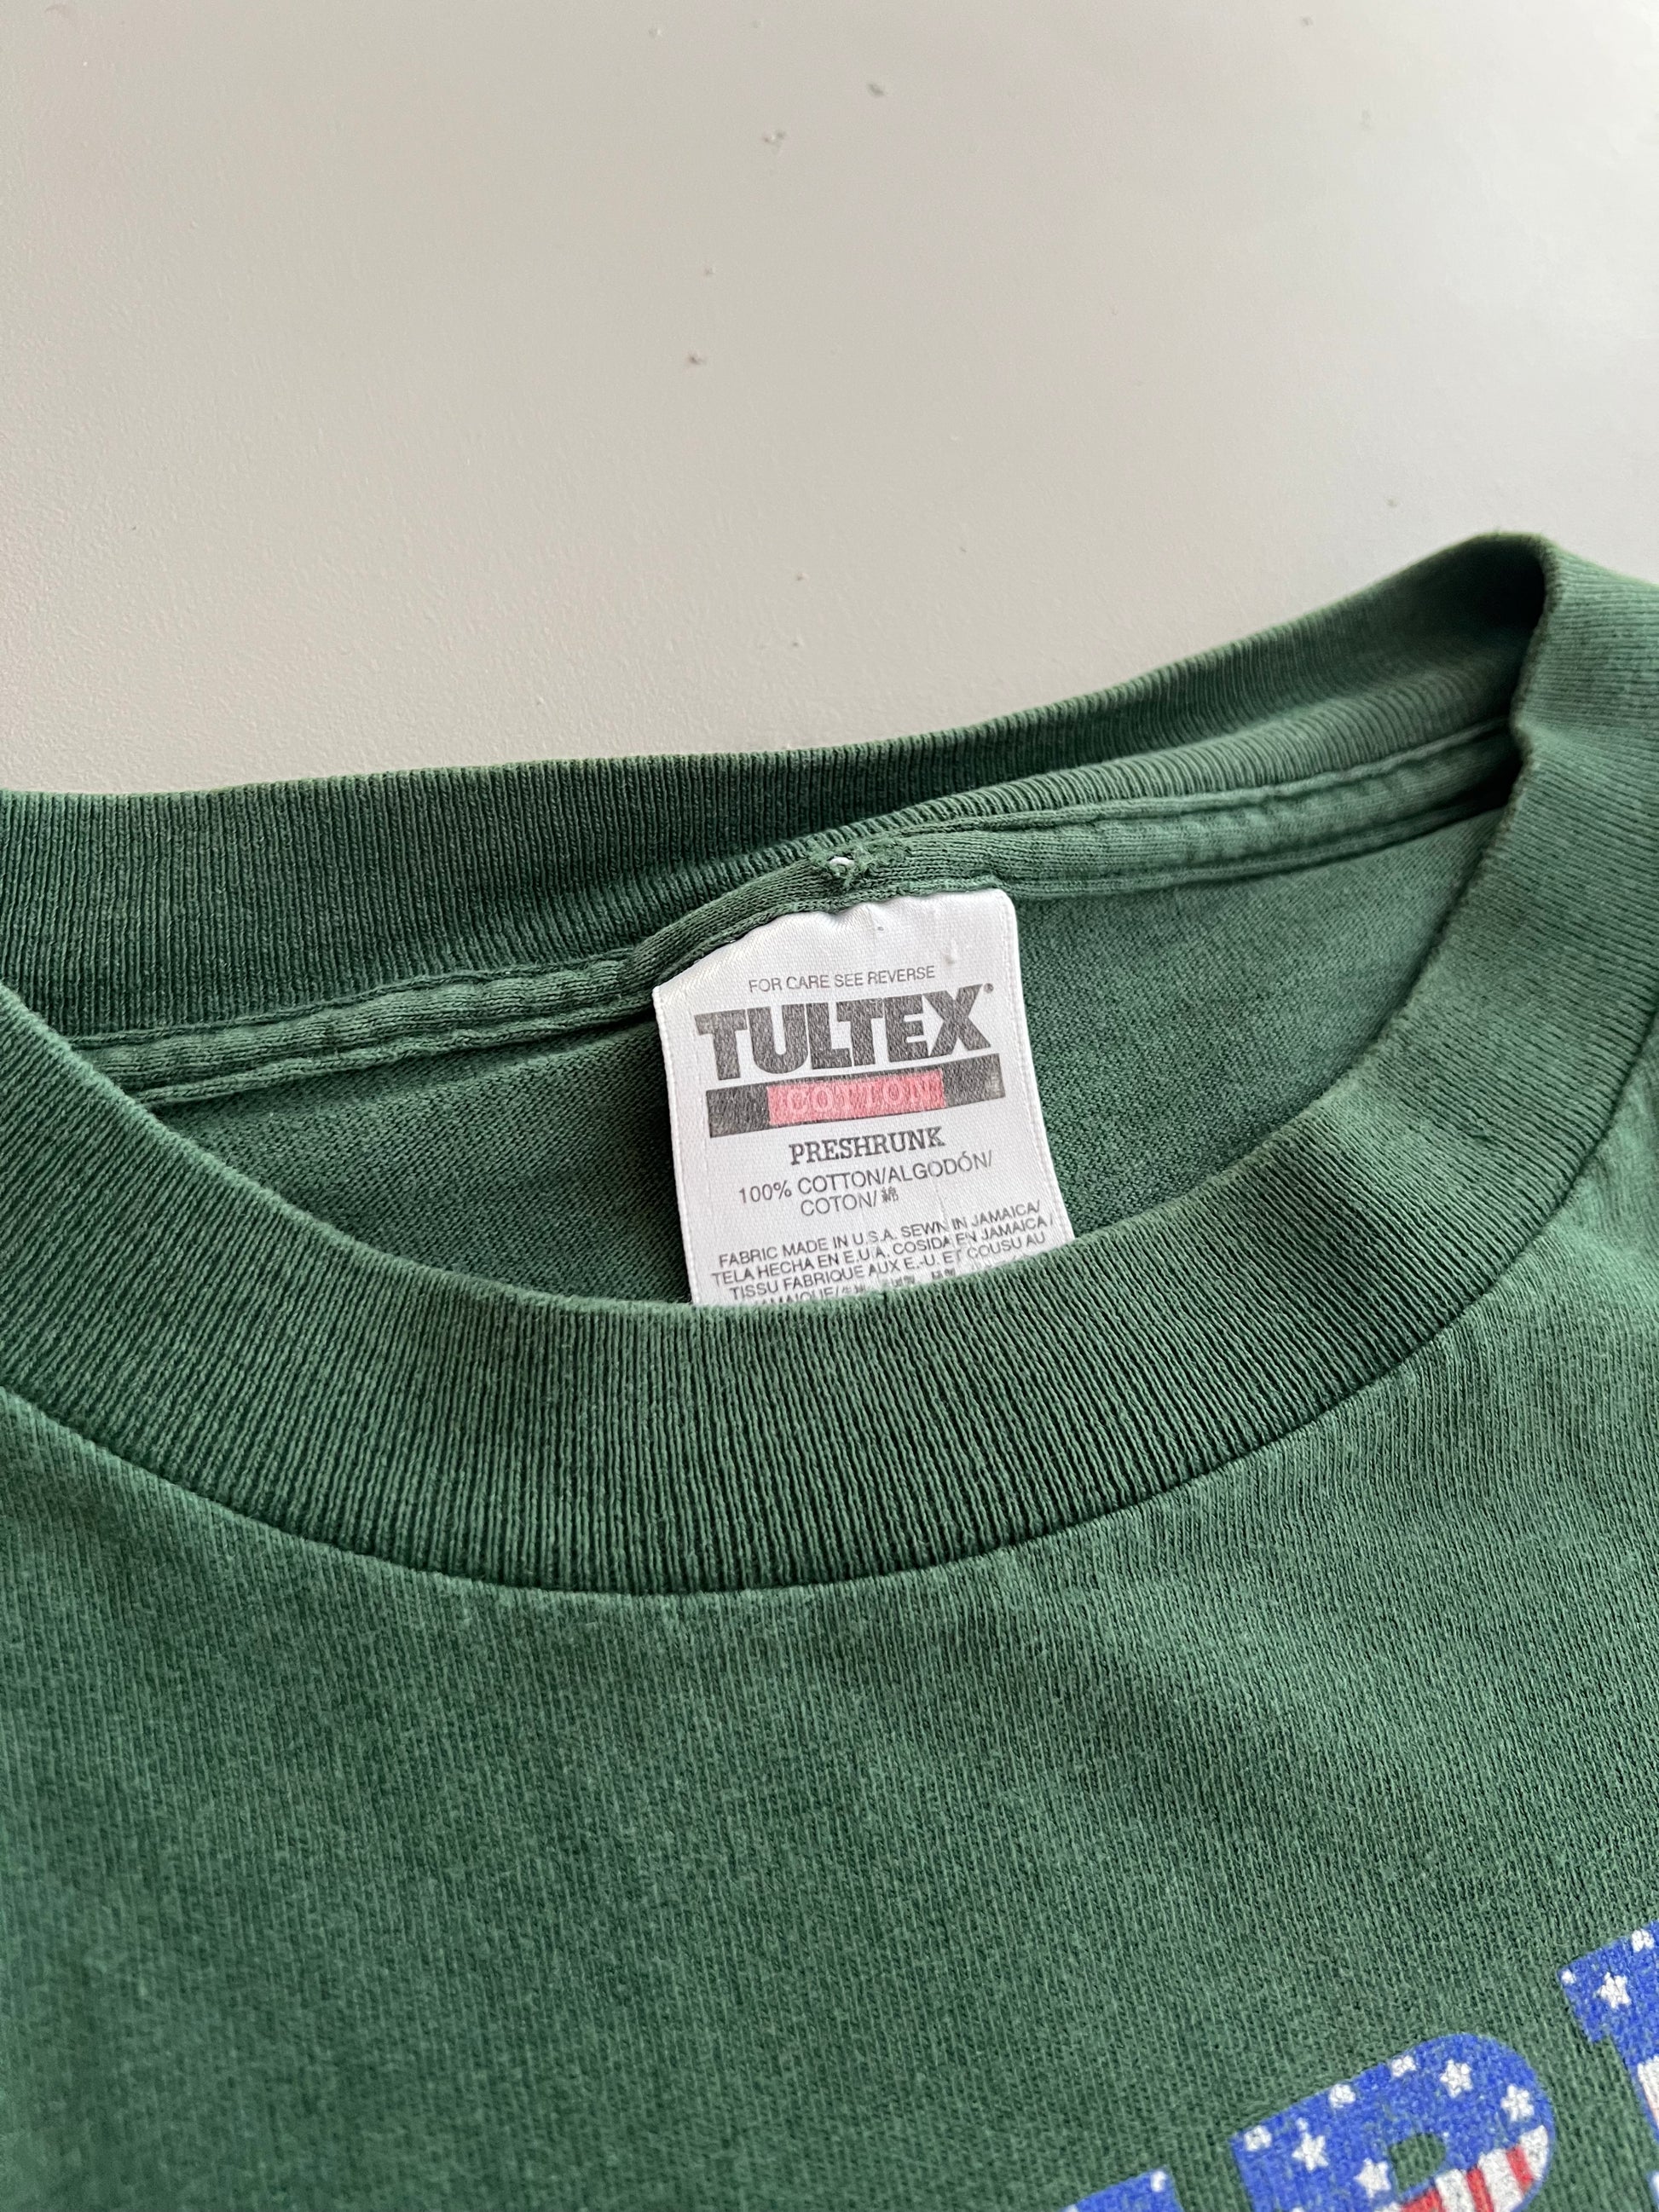 FOR CARE SEE REVERSE
TULTEX®
COTTON
PRESHRUNK
100% COTTON/ALGODÓN/
COTON/綿
FABRIC MADE IN U.S.A. SEWN IN JAMAICA/
TELA HECHA EN E.U.A. COSIDA EN JAMAICA/
TISSU FABRIQUE AUX E.-U. ET COUSU AU